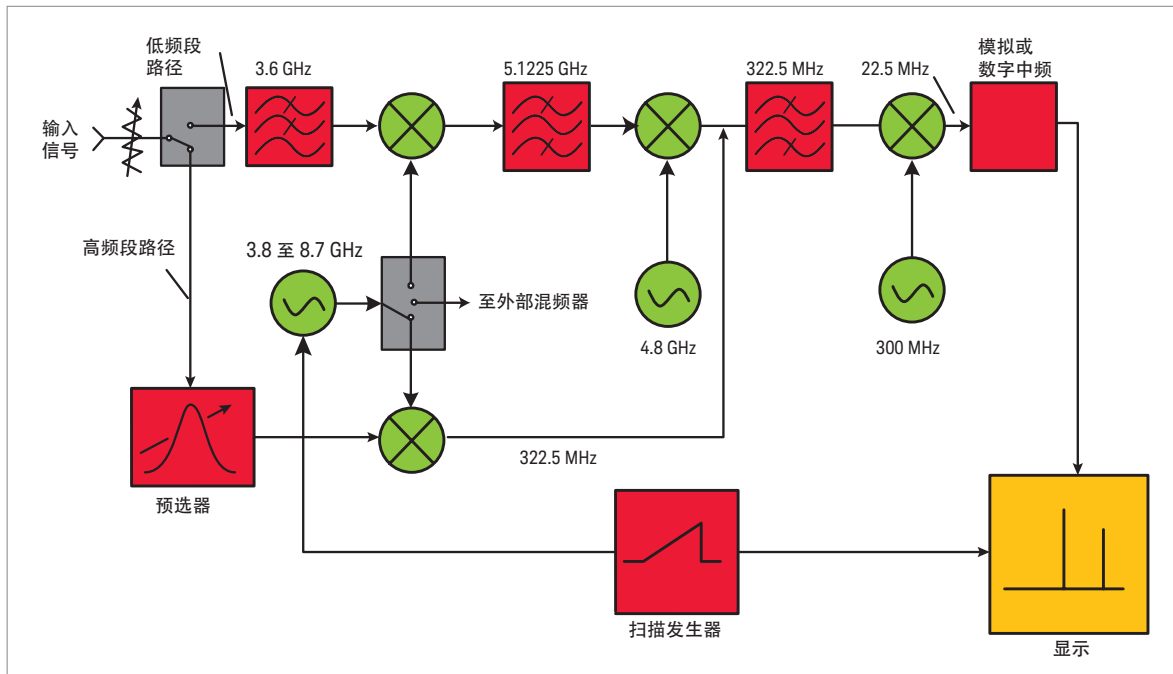 低频段
路径
3.6 GHz
5.1225 GHz
322.5 MHz
22.5 MHz
模拟或
数字中频
输入
信号
高频段路径
3.8 至 8.7 GHz
至外部混频器
4.8 GHz
300 MHz
322.5 MHz
预选器
扫描发生器
显示